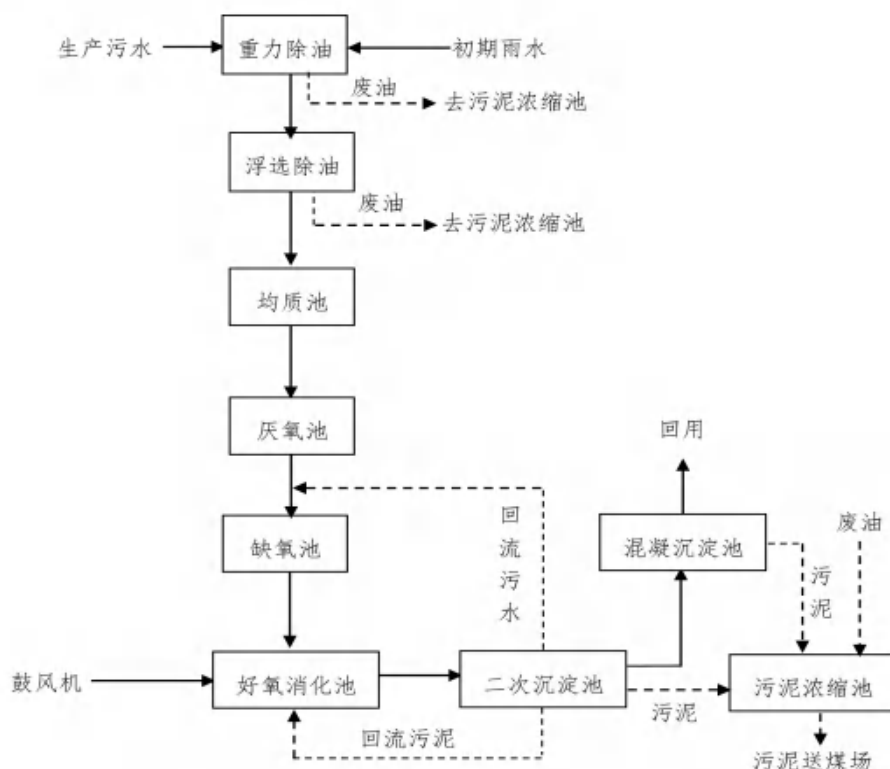 生产污水
重力除油
初期雨水
废油
去污泥浓缩池
浮选除油
废油
去污泥浓缩池
均质池
厌氧池
回用
缺氧池
回流污水
混凝沉淀池
废油
污泥
鼓风机
好氧消化池
二次沉淀池
污泥
污泥浓缩池
回流污泥
污泥送煤场